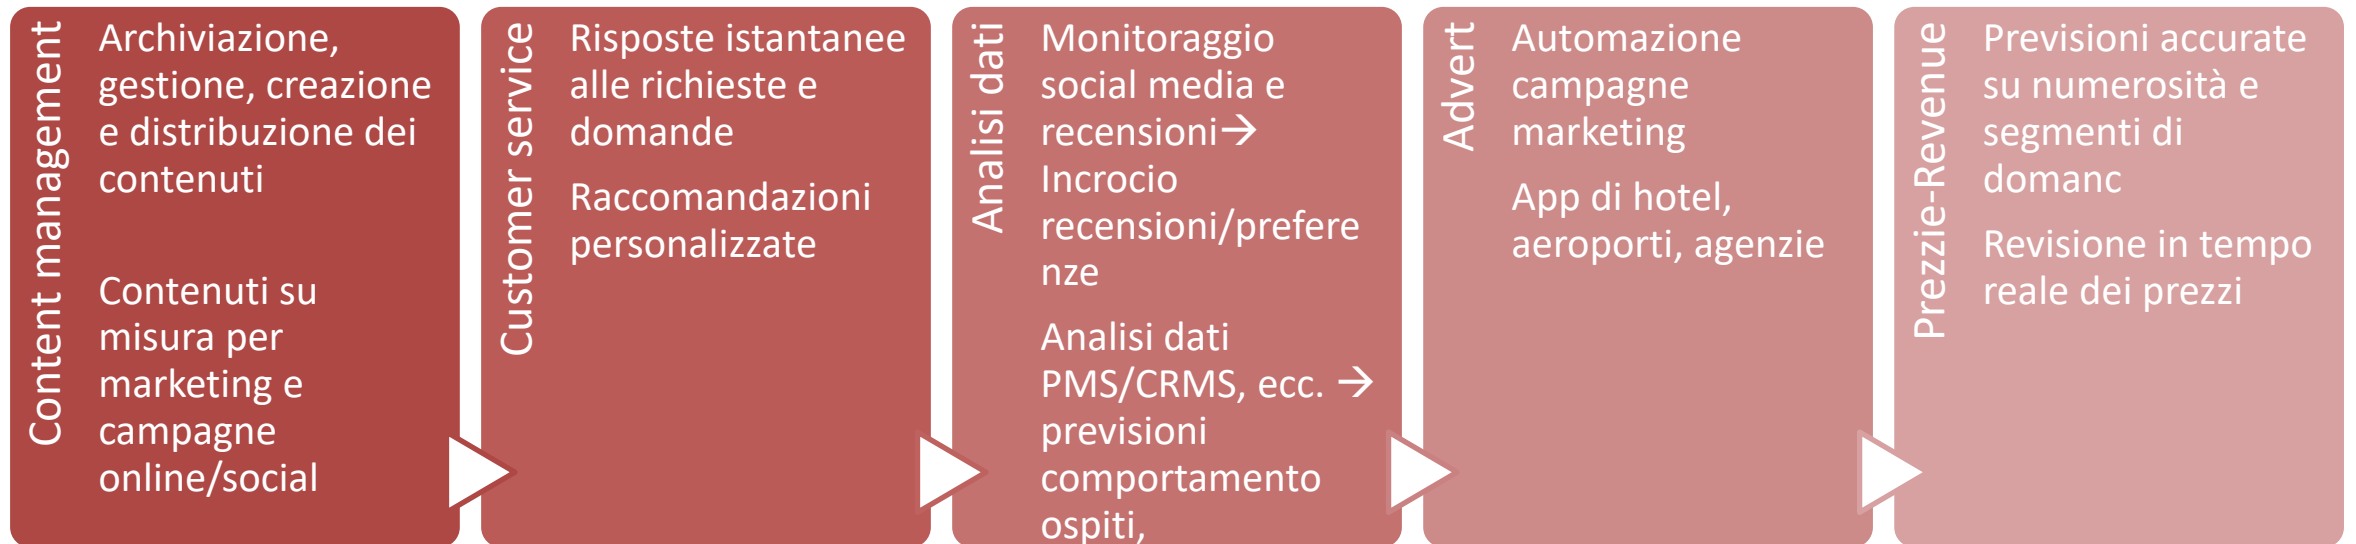 Content management
Archiviazione,
gestione, creazione
e distribuzione dei
contenuti
Contenuti su
misura per
marketing e
campagne
online/social
Customer service
Risposte istantanee
alle richieste e
domande
Raccomandazioni
personalizzate
Analisi dati
Monitoraggio
social media e
recensioni→
Incrocio
recensioni/prefere
nze
Analisi dati
PMS/CRMS, ecc. →
previsioni
comportamento
ospiti,
Advert
Automazione
campagne
marketing
App di hotel,
aeroporti, agenzie
Prezzie-Revenue
Previsioni accurate
su numerosità e
segmenti di
domanc
Revisione in tempo
reale dei prezzi